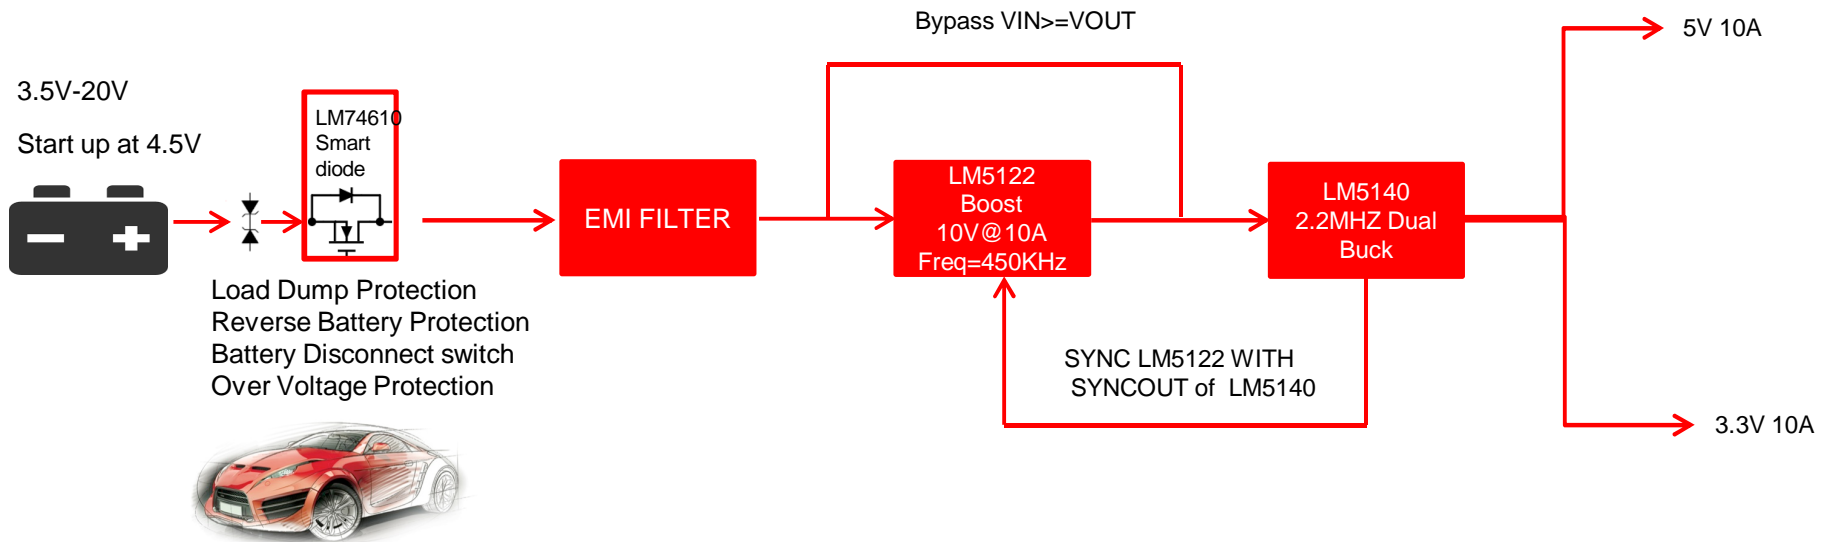 Bypass VIN>=VOUT
5V 10A
3.5V-20V
Start up at 4.5V
LM74610
Smart
diode
EMI FILTER
LM5122
Boost
10V@10A
Freq=450KHz
LM5140
2.2MHZ Dual
Buck
Load Dump Protection
Reverse Battery Protection
Battery Disconnect switch
Over Voltage Protection
SYNC LM5122 WITH
SYNCOUT of LM5140
3.3V 10A